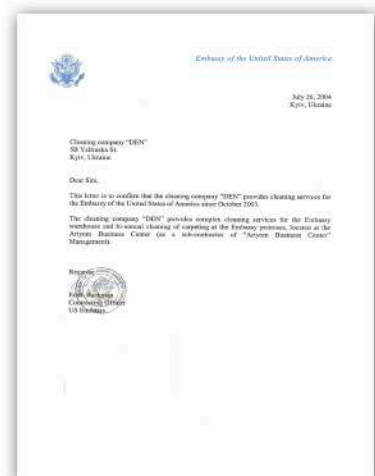 Embassy of the United States of America
July 26, 2004
Kyiv, Ukraine
Cleaning company "DEN"
Kyiv, Ukraine
Dear Sirs,
This letter is to confirm that the cleaning company "DEN" provides cleaning services for
the Embassy of the United States of America since October 2003.
The cleaning company "DEN" provides complex cleaning services for the Embassy
warehouse and bi-annual cleaning of carpeting at the Embassy premises, located at the
Artyom Business Center (as a sub-contractor of "Artyom Business Center"
Management).
Regards,
Contracting Officer
US Embassy